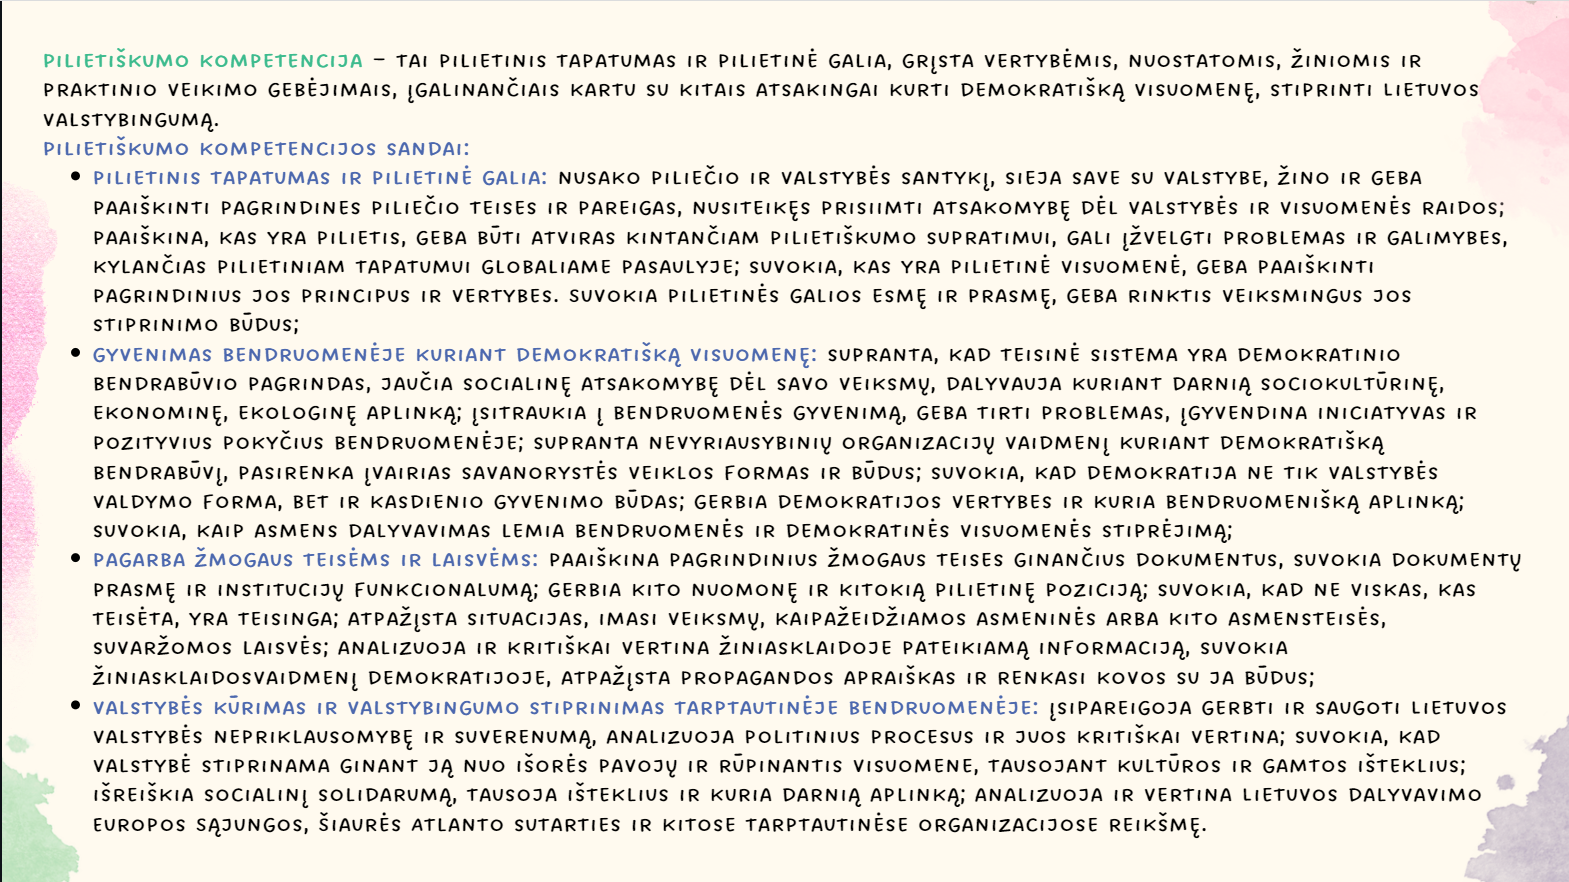 PILIETIŠKUMO KOMPETENCIJA – TAI PILIETINIS TAPATUMAS IR PILIETINĖ GALIA, GRĮSTA VERTYBĖMIS, NUOSTATOMIS, ŽINIOMIS IR
PRAKTINIO VEIKIMO GEBĖJIMAIS, ĮGALINANČIAIS KARTU SU KITAIS ATSAKINGAI KURTI DEMOKRATIŠKĄ VISUOMENĘ, STIPRINTI LIETUVOS
VALSTYBINGUMĄ.
PILIETIŠKUMO KOMPETENCIJOS SANDAI:
• PILIETINIS TAPATUMAS IR PILIETINĖ GALIA: NUSAKO PILIEČIO IR VALSTYBĖS SANTYKĮ, SIEJA SAVE SU VALSTYBE, ŽINO IR GEBA
PAAIŠKINTI PAGRINDINES PILIEČIO TEISES IR PAREIGAS, NUSITEIKĘS PRISIIMTI ATSAKOMYBĘ DĖL VALSTYBĖS IR VISUOMENĖS RAIDOS;
PAAIŠKINA, KAS YRA PILIETIS, GEBA BŪTI ATVIRAS KINTANČIAM PILIETIŠKUMO SUPRATIMUI, GALI ĮŽVELGTI PROBLEMAS IR GALIMYBES,
KYLANČIAS PILIETINIAM TAPATUMUI GLOBALIAME PASAULYJE; SUVOKIA, KAS YRA PILIETINĖ VISUOMENĖ, GEBA PAAIŠKINTI
PAGRINDINIUS JOS PRINCIPUS IR VERTYBES. SUVOKIA PILIETINĖS GALIOS ESMĘ IR PRASMĘ, GEBA RINKTIS VEIKSMINGUS JOS
STIPRINIMO BŪDUS;
• GYVENIMAS BENDRUOMENĖJE KURIANT DEMOKRATIŠKĄ VISUOMENĘ: SUPRANTA, KAD TEISINĖ SISTEMA YRA DEMOKRATINIO
BENDRABŪVIO PAGRINDAS, JAUČIA SOCIALINĘ ATSAKOMYBĘ DĖL SAVO VEIKSMŲ, DALYVAUJA KURIANT DARNIĄ SOCIOKULTŪRINĘ,
EKONOMINĘ, EKOLOGINĘ APLINKĄ; ĮSITRAUKIA Į BENDRUOMENĖS GYVENIMĄ, GEBA TIRTI PROBLEMAS, ĮGYVENDINA INICIATYVAS IR
POZITYVIUS POKYČIUS BENDRUOMENĖJE; SUPRANTA NEVYRIAUSYBINIŲ ORGANIZACIJŲ VAIDMENĮ KURIANT DEMOKRATIŠKĄ
BENDRABŪVĮ, PASIRENKA ĮVAIRIAS SAVANORYSTĖS VEIKLOS FORMAS IR BŪDUS; SUVOKIA, KAD DEMOKRATIJA NE TIK VALSTYBĖS
VALDYMO FORMA, BET IR KASDIENIO GYVENIMO BŪDAS; GERBIA DEMOKRATIJOS VERTYBES IR KURIA BENDRUOMENIŠKĄ APLINKĄ;
SUVOKIA, KAIP ASMENS DALYVAVIMAS LEMIA BENDRUOMENĖS IR DEMOKRATINĖS VISUOMENĖS STIPRĖJIMĄ;
• PAGARBA ŽMOGAUS TEISĖMS IR LAISVĖMS: PAAIŠKINA PAGRINDINIUS ŽMOGAUS TEISES GINANČIUS DOKUMENTUS, SUVOKIA DOKUMENTŲ
PRASMĘ IR INSTITUCIJŲ FUNKCIONALUMĄ; GERBIA KITO NUOMONĘ IR KITOKIĄ PILIETINĘ POZICIJĄ; SUVOKIA, KAD NE VISKAS, KAS
TEISĖTA, YRA TEISINGA; ATPAŽĮSTA SITUACIJAS, IMASI VEIKSMŲ, KAIPAŽEIDŽIAMOS ASMENINĖS ARBA KITO ASMENSTEISĖS,
SUVARŽOMOS LAISVĖS; ANALIZUOJA IR KRITIŠKAI VERTINA ŽINIASKLAIDOJE PATEIKIAMĄ INFORMACIJĄ, SUVOKIA
ŽINIASKLAIDOSVAIDMENĮ DEMOKRATIJOJE, ATPAŽĮSTA PROPAGANDOS APRAIŠKAS IR RENKASI KOVOS SU JA BŪDUS;
• VALSTYBĖS KŪRIMAS IR VALSTYBINGUMO STIPRINIMAS TARPTAUTINĖJE BENDRUOMENĖJE: ĮSIPAREIGOJA GERBTI IR SAUGOTI LIETUVOS
VALSTYBĖS NEPRIKLAUSOMYBĘ IR SUVERENUMĄ, ANALIZUOJA POLITINIUS PROCESUS IR JUOS KRITIŠKAI VERTINA; SUVOKIA, KAD
VALSTYBĖ STIPRINAMA GINANT JĄ NUO IŠORĖS PAVOJŲ IR RŪPINANTIS VISUOMENE, TAUSOJANT KULTŪROS IR GAMTOS IŠTEKLIUS;
IŠREIŠKIA SOCIALINĮ SOLIDARUMĄ, TAUSOJA IŠTEKLIUS IR KURIA DARNIĄ APLINKĄ; ANALIZUOJA IR VERTINA LIETUVOS DALYVAVIMO
EUROPOS SĄJUNGOS, ŠIAURĖS ATLANTO SUTARTIES IR KITOSE TARPTAUTINĖSE ORGANIZACIJOSE REIKŠMĘ.